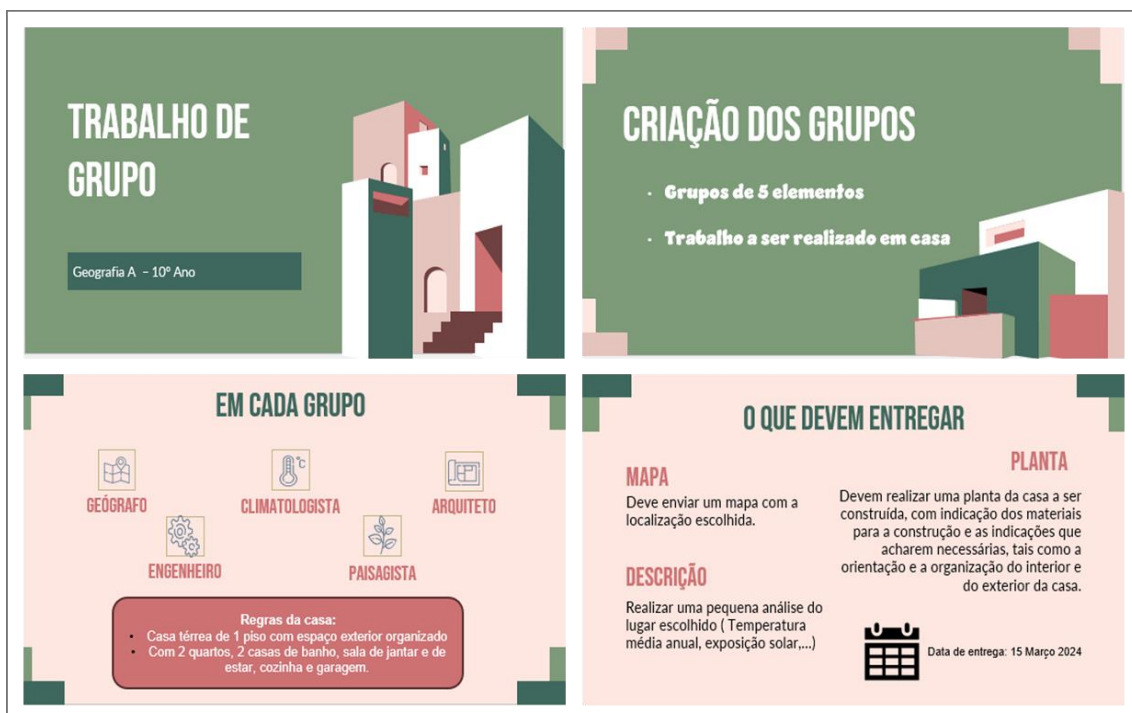 TRABALHO DE
GRUPO
Geografia A – 10º Ano
CRIAÇÃO DOS GRUPOS
· Grupos de 5 elementos
· Trabalho a ser realizado em casa
EM CADA GRUPO
GEÓGRAFO
CLIMATOLOGISTA
°C
ARQUITETO
ENGENHEIRO
PAISAGISTA
Regras da casa:
• Casa térrea de 1 piso com espaço exterior organizado
• Com 2 quartos, 2 casas de banho, sala de jantar e de
estar, cozinha e garagem.
O QUE DEVEM ENTREGAR
MAPA
Deve enviar um mapa com a
localização escolhida.
DESCRIÇÃO
Realizar uma pequena análise do
lugar escolhido ( Temperatura
média anual, exposição solar,...)
PLANTA
Devem realizar uma planta da casa a ser
construída, com indicação dos materiais
para a construção e as indicações que
acharem necessárias, tais como a
orientação e a organização do interior e
do exterior da casa.
Data de entrega: 15 Março 2024